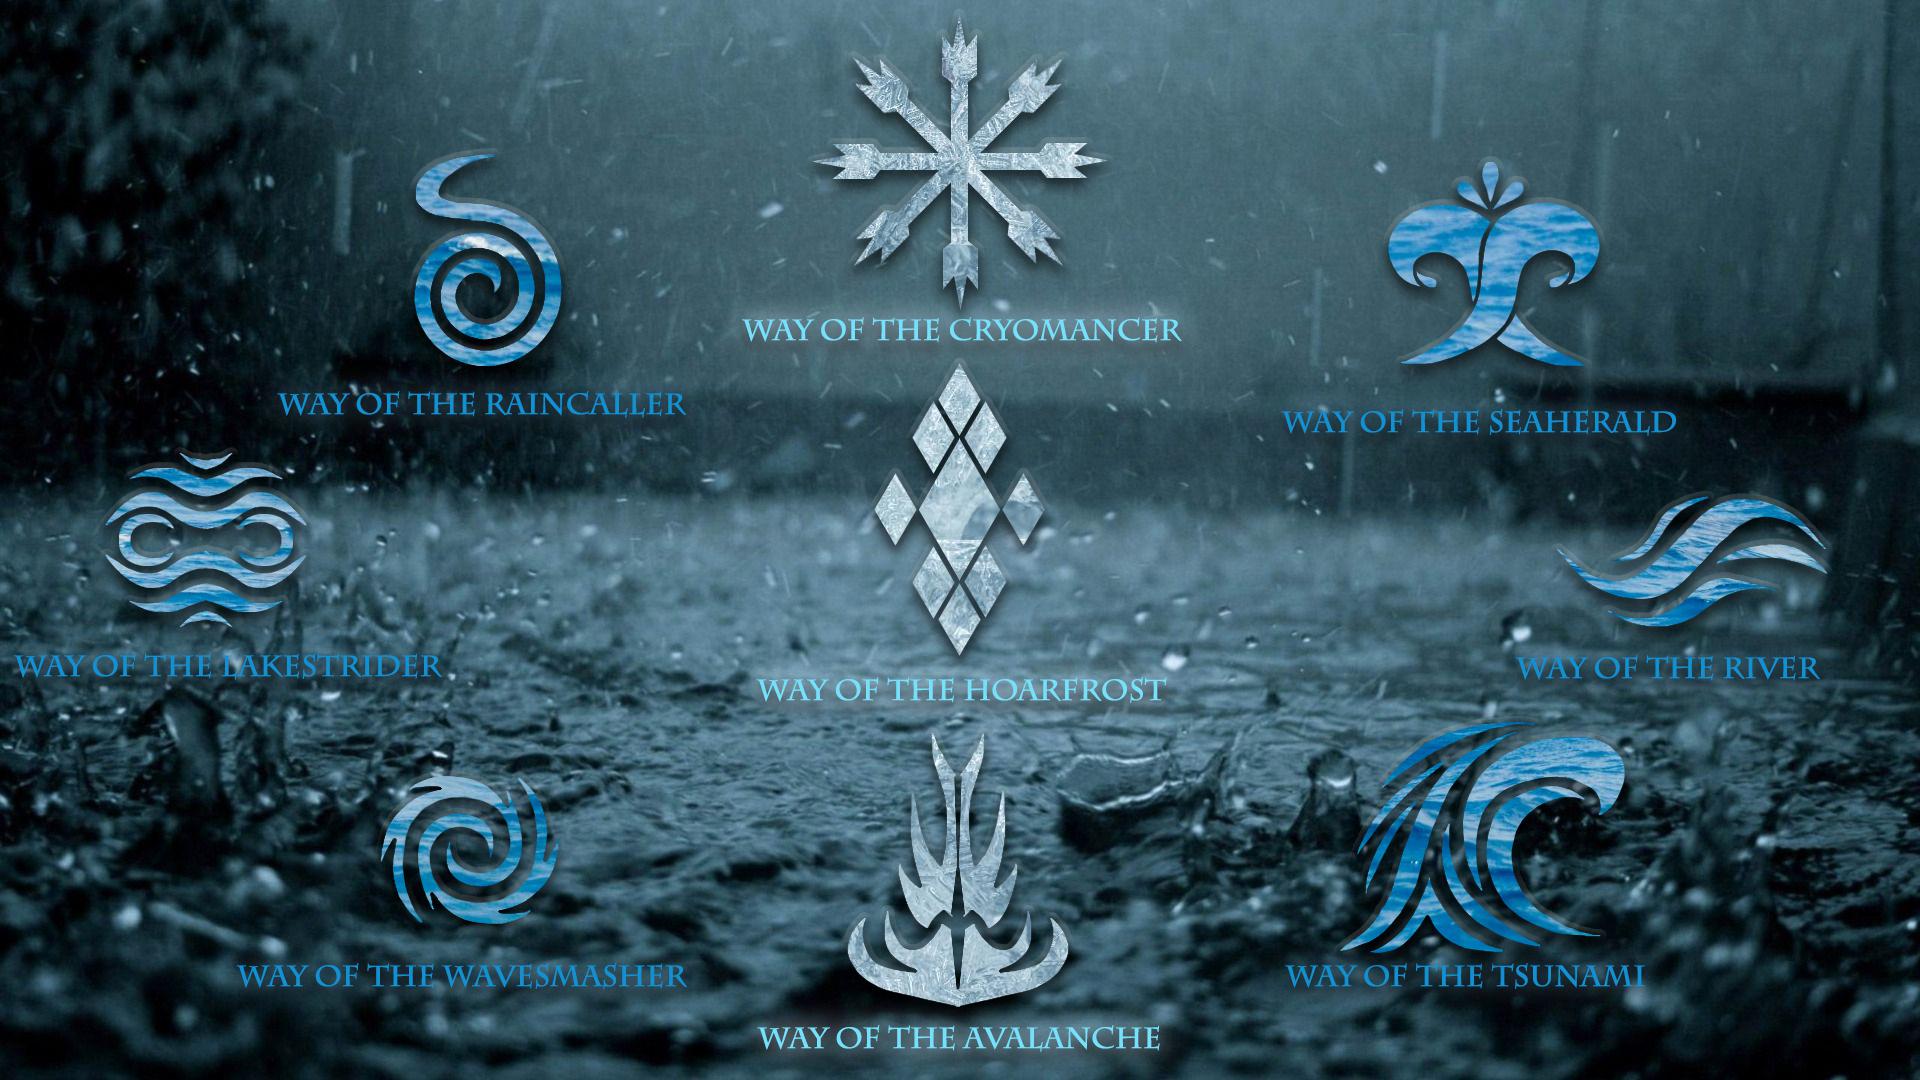 WAY OF THE CRYOMANCER
WAY OF THE RAINCALLER
WAY OF THE SEAHERALD
WAY OF THE LAKESTRIDER
WAY OF THE HOARFROST
WAY OF THE RIVER
WAY OF THE WAVESMASHER
WAY OF THE TSUNAMI
WAY OF THE AVALANCHE